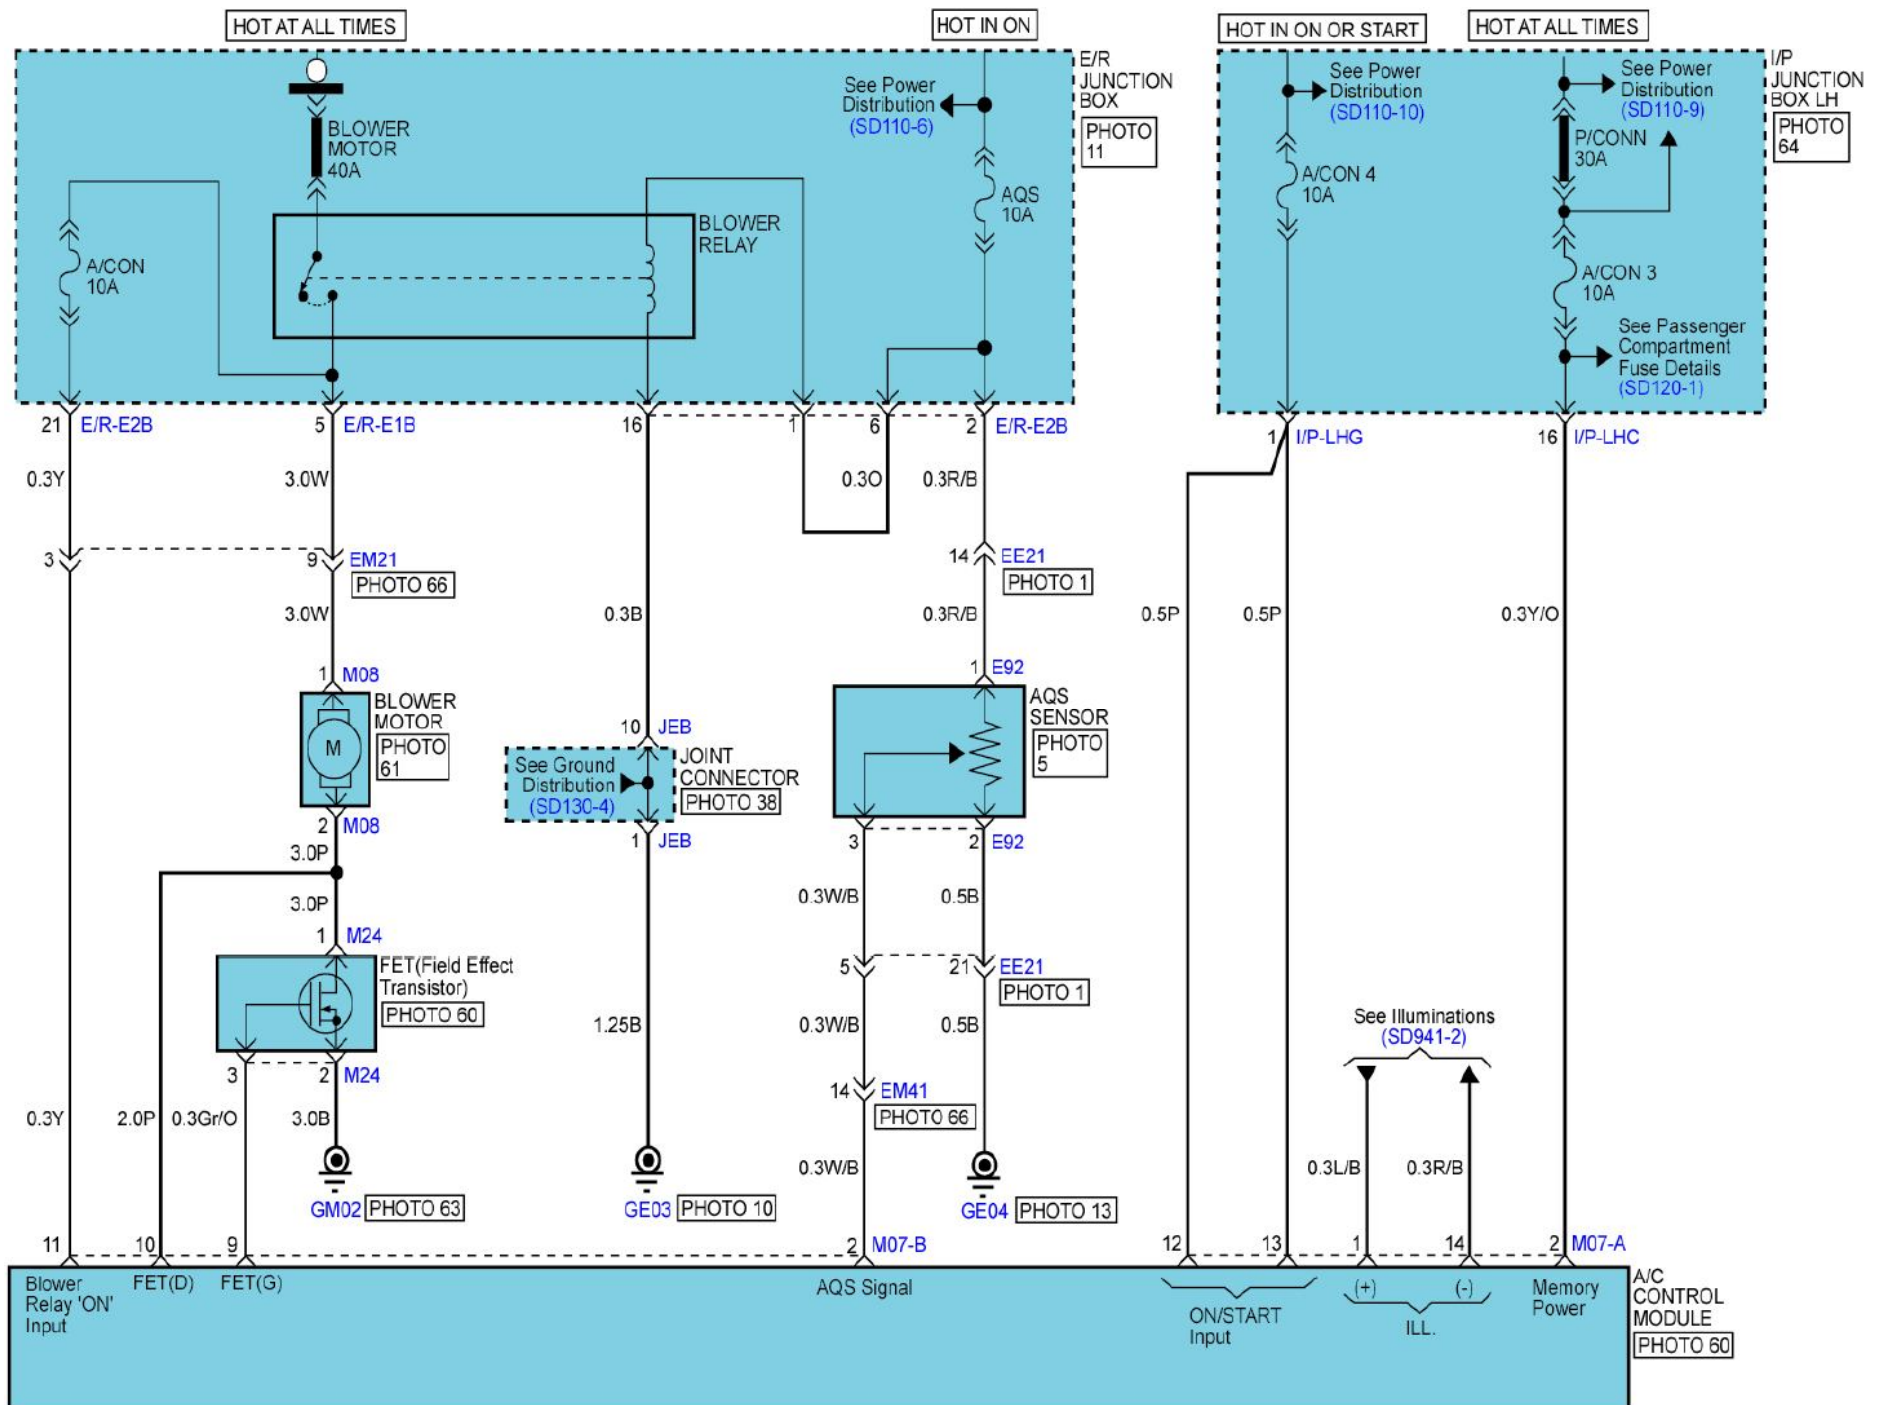 HOT AT ALL TIMES
HOT IN ON
HOT IN ON OR START
HOT AT ALL TIMES
E/R
JUNCTION
BOX
PHOTO
11
I/P
JUNCTION
BOX LH
PHOTO
64
BLOWER
MOTOR
40A
See Power
Distribution
(SD110-6)
See Power
Distribution
(SD110-10)
See Power
Distribution
(SD110-9)
P/CONN
30A
A/CON 4
10A
AQS
10A
BLOWER
RELAY
A/CON
10A
A/CON 3
10A
See Passenger
Compartment
Fuse Details
(SD120-1)
21 E/R-E2B
5 E/R-E1B
16
1
6
2 E/R-E2B
1 I/P-LHG
16 I/P-LHC
0.3Y
3.0W
0.3O
0.3R/B
3
9 EM21
PHOTO 66
14 EE21
PHOTO 1
3.0W
0.3B
0.3R/B
0.5P
0.5P
0.3Y/O
1 M08
BLOWER
MOTOR
PHOTO
61
M
2 M08
10 JEB
JOINT
CONNECTOR
PHOTO 38
See Ground
Distribution
(SD130-4)
1 JEB
1 E92
AQS
SENSOR
PHOTO
5
3
2 E92
3.0P
3.0P
0.3W/B
0.5B
1 M24
FET(Field Effect
Transistor)
PHOTO 60
5
21 EE21
PHOTO 1
1.25B
0.3W/B
0.5B
See Illuminations
(SD941-2)
3
2 M24
14 EM41
PHOTO 66
0.3Y
2.0P
0.3Gr/O
3.0B
0.3W/B
0.3L/B
0.3R/B
GM02 PHOTO 63
GE03 PHOTO 10
GE04 PHOTO 13
11
10
9
2 M07-B
12
13
1
14
2 M07-A
Blower
Relay 'ON'
Input
FET(D)
FET(G)
AQS Signal
ON/START
Input
(+)
(-)
ILL.
Memory
Power
A/C
CONTROL
MODULE
PHOTO 60